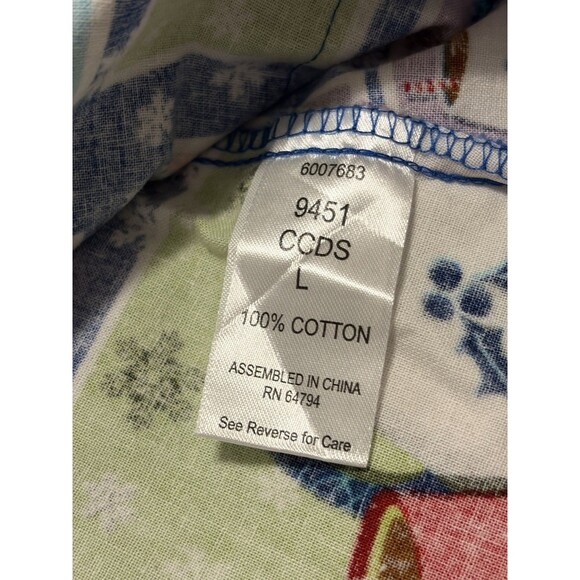 6007683
9451
CCDS
L
100% COTTON
ASSEMBLED IN CHINA
RN 64794
See Reverse for Care